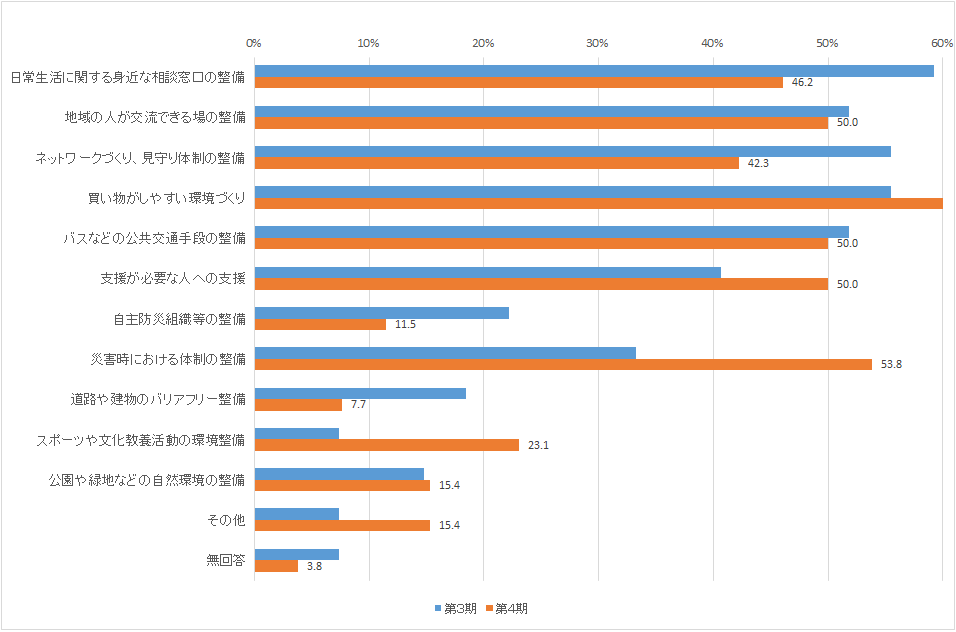 0% 10% 20% 30% 40% 50% 60%
日常生活に関する身近な相談窓口の整備 46.2
地域の人が交流できる場の整備 50.0
ネットワークづくり、見守り体制の整備 42.3
買い物がしやすい環境づくり
バスなどの公共交通手段の整備 50.0
支援が必要な人への支援 50.0
自主防災組織等の整備 11.5
災害時における体制の整備 53.8
道路や建物のバリアフリー整備 7.7
スポーツや文化教養活動の環境整備 23.1
公園や緑地などの自然環境の整備 15.4
その他 15.4
無回答 3.8
第3期 第4期